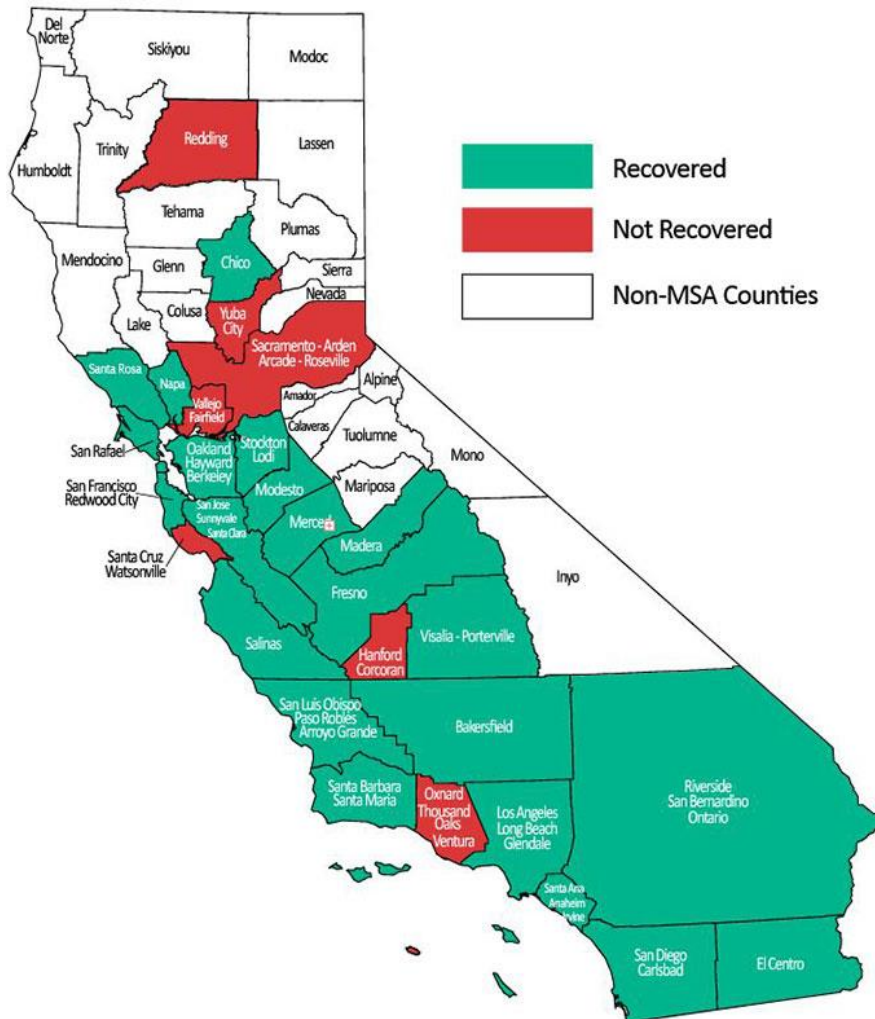 Del
Norte
Siskiyou
Modoc
Humboldt
Trinity
Redding
Lassen
Tehama
Plumas
Mendocino
Glenn
Chico
Sierra
Nevada
Colusa
Lake
Yuba
City
Sacramento - Arden
Arcade - Roseville
Santa Rosa
Napa
Vallejo
Fairfield
Alpine
Amador
Calaveras
Tuolumne
Mono
San Rafael
Oakland
Hayward
Berkeley
Stockton
Lodi
Modesto
Mariposa
San Francisco
Redwood City
San Jose
Sunnyvale
Santa Clara
Merced
Madera
Santa Cruz
Watsonville
Fresno
Inyo
Salinas
Hanford
Corcoran
Visalia - Porterville
San Luis Obispo
Paso Robles
Arroyo Grande
Bakersfield
Santa Barbara
Santa Maria
Oxnard
Thousand
Oaks
Ventura
Los Angeles
Long Beach
Glendale
Riverside
San Bernardino
Ontario
Santa Ana
Anaheim
Irvine
San Diego
Carlsbad
El Centro
Recovered
Not Recovered
Non-MSA Counties